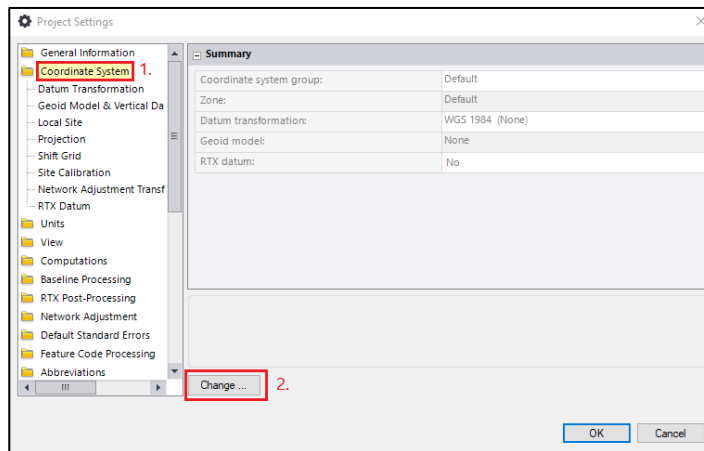 Project Settings
General Information
Coordinate System 1.
Datum Transformation
Geoid Model & Vertical Da
Local Site
Projection
Shift Grid
Site Calibration
Network Adjustment Transf
RTX Datum
Units
View
Computations
Baseline Processing
RTX Post-Processing
Network Adjustment
Default Standard Errors
Feature Code Processing
Abbreviations
Summary
Coordinate system group: Default
Zone: Default
Datum transformation: WGS 1984 (None)
Geoid model: None
RTX datum: No
Change ... 2.
OK Cancel